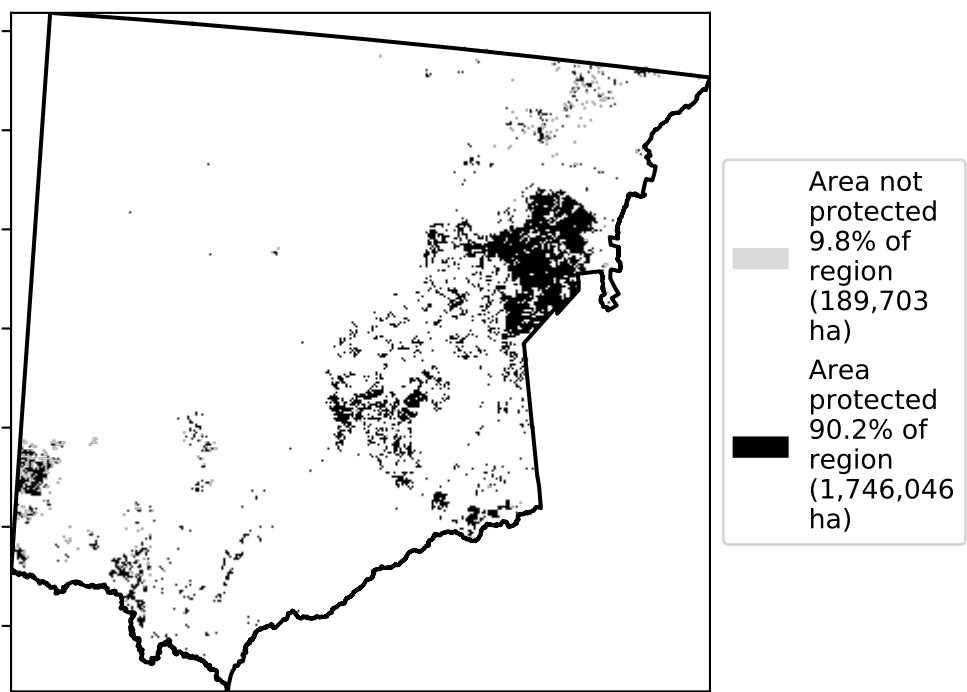 Area not
protected
9.8% of
region
(189,703
ha)
Area
protected
90.2% of
region
(1,746,046
ha)